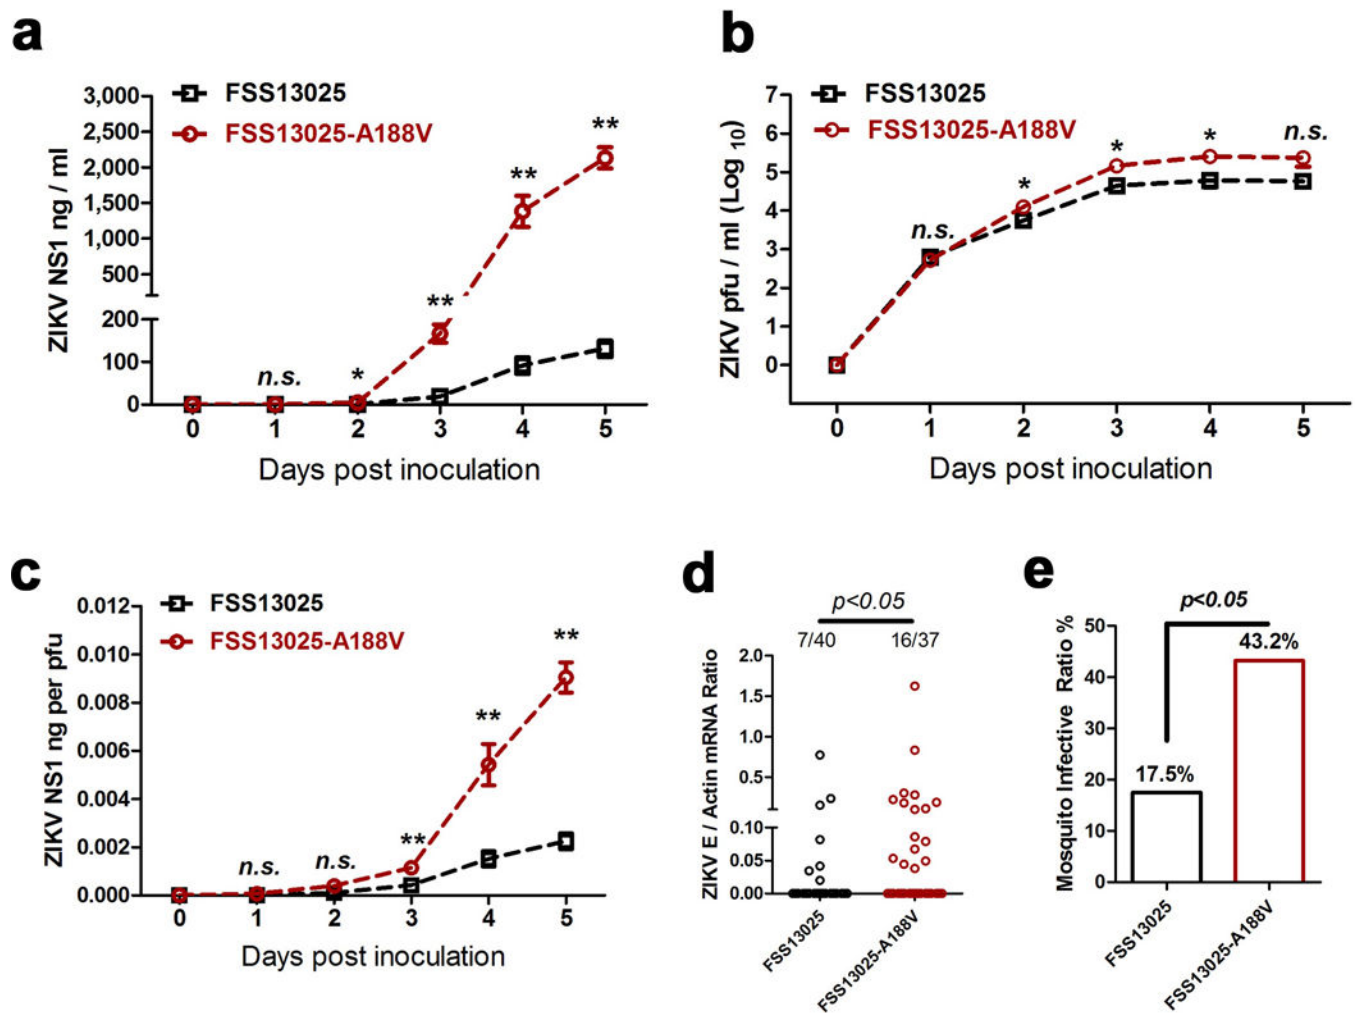 a
FSS13025
FSS13025-A188V
ZIKV NS1 ng / ml
3,000
2,500
2,000
1,500
1,000
500
200
100
0
n.s.
*
**
**
**
0 1 2 3 4 5
Days post inoculation
b
FSS13025
FSS13025-A188V
ZIKV pfu / ml (Log 10)
7
6
5
4
3
2
1
0
n.s.
*
*
*
n.s.
0 1 2 3 4 5
Days post inoculation
c
FSS13025
FSS13025-A188V
ZIKV NS1 ng per pfu
0.012
0.010
0.008
0.006
0.004
0.002
0.000
n.s.
n.s.
**
**
**
0 1 2 3 4 5
Days post inoculation
d
p<0.05
7/40 16/37
ZIKV E / Actin mRNA Ratio
2.0
1.5
1.0
0.5
0.10
0.05
0.00
FSS13025
FSS13025-A188V
e
p<0.05
Mosquito Infective Ratio %
50
40
30
20
10
0
17.5%
43.2%
FSS13025
FSS13025-A188V